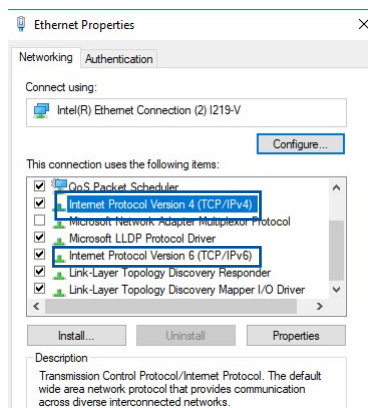 Ethernet Properties
Networking Authentication
Connect using:
Intel(R) Ethernet Connection (2) I219-V
Configure...
This connection uses the following items:
QoS Packet Scheduler
Internet Protocol Version 4 (TCP/IPv4)
Microsoft Network Adapter Multiplexor Protocol
Microsoft LLDP Protocol Driver
Internet Protocol Version 6 (TCP/IPv6)
Link-Layer Topology Discovery Responder
Link-Layer Topology Discovery Mapper I/O Driver
Install... Uninstall Properties
Description
Transmission Control Protocol/Internet Protocol. The default
wide area network protocol that provides communication
across diverse interconnected networks.